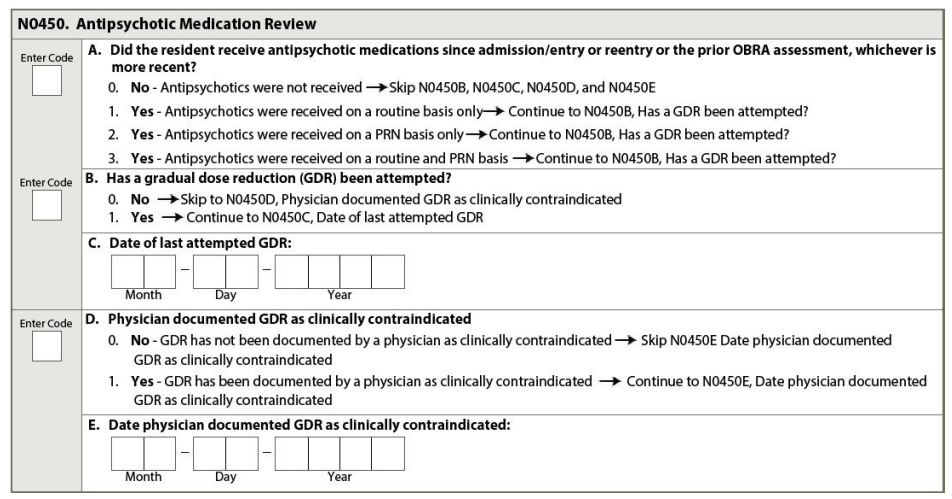 N0450. Antipsychotic Medication Review
Enter Code
A. Did the resident receive antipsychotic medications since admission/entry or reentry or the prior OBRA assessment, whichever is
more recent?
0. No - Antipsychotics were not received → Skip N0450B, N0450C, N0450D, and N0450E
1. Yes - Antipsychotics were received on a routine basis only → Continue to N0450B, Has a GDR been attempted?
2. Yes - Antipsychotics were received on a PRN basis only → Continue to N0450B, Has a GDR been attempted?
3. Yes - Antipsychotics were received on a routine and PRN basis → Continue to N0450B, Has a GDR been attempted?
Enter Code
B. Has a gradual dose reduction (GDR) been attempted?
0. No → Skip to N0450D, Physician documented GDR as clinically contraindicated
1. Yes → Continue to N0450C, Date of last attempted GDR
C. Date of last attempted GDR:
– –
Month Day Year
Enter Code
D. Physician documented GDR as clinically contraindicated
0. No - GDR has not been documented by a physician as clinically contraindicated → Skip N0450E Date physician documented
GDR as clinically contraindicated
1. Yes - GDR has been documented by a physician as clinically contraindicated → Continue to N0450E, Date physician documented
GDR as clinically contraindicated
E. Date physician documented GDR as clinically contraindicated:
– –
Month Day Year